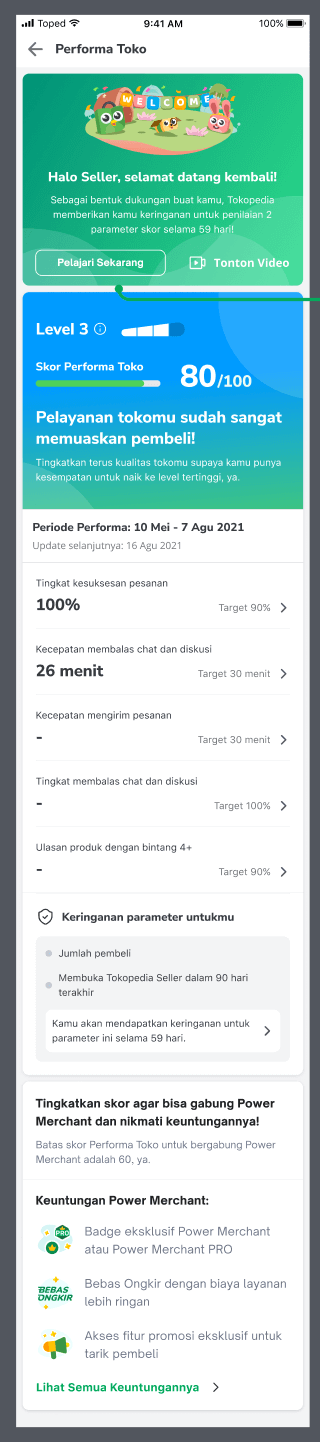 Toped
9:41 AM
100%
Performa Toko
WELCOME
Halo Seller, selamat datang kembali!
Sebagai bentuk dukungan buat kamu, Tokopedia
memberikan kamu keringanan untuk penilaian 2
parameter skor selama 59 hari!
Pelajari Sekarang
Tonton Video
Level 3
Skor Performa Toko
80/100
Pelayanan tokomu sudah sangat
memuaskan pembeli!
Tingkatkan terus kualitas tokomu supaya kamu punya
kesempatan untuk naik ke level tertinggi, ya.
Periode Performa: 10 Mei - 7 Agu 2021
Update selanjutnya: 16 Agu 2021
Tingkat kesuksesan pesanan
100%
Target 90%
Kecepatan membalas chat dan diskusi
26 menit
Target 30 menit
Kecepatan mengirim pesanan
-
Target 30 menit
Tingkat membalas chat dan diskusi
-
Target 100%
Ulasan produk dengan bintang 4+
-
Target 90%
Keringanan parameter untukmu
Jumlah pembeli
Membuka Tokopedia Seller dalam 90 hari
terakhir
Kamu akan mendapatkan keringanan untuk
parameter ini selama 59 hari.
Tingkatkan skor agar bisa gabung Power
Merchant dan nikmati keuntungannya!
Batas skor Performa Toko untuk bergabung Power
Merchant adalah 60, ya.
Keuntungan Power Merchant:
PRO
Badge eksklusif Power Merchant
atau Power Merchant PRO
BEBAS
ONGKIR
Bebas Ongkir dengan biaya layanan
lebih ringan
Akses fitur promosi eksklusif untuk
tarik pembeli
Lihat Semua Keuntungannya